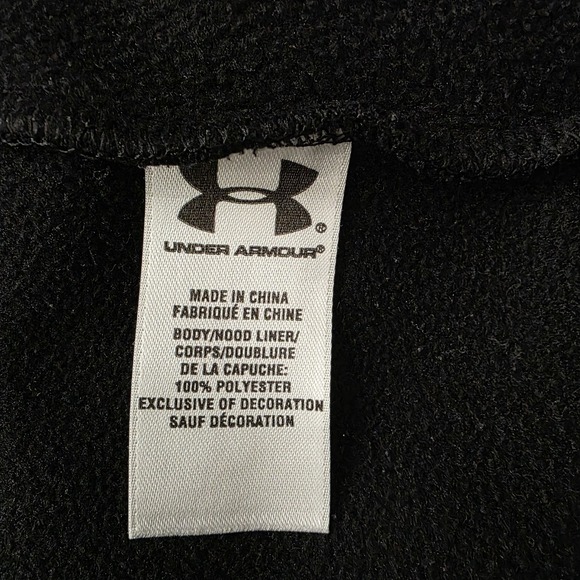 ®
UNDER ARMOUR®
MADE IN CHINA
FABRIQUÉ EN CHINE
BODY/HOOD LINER/
CORPS/DOUBLURE
DE LA CAPUCHE:
100% POLYESTER
EXCLUSIVE OF DECORATION
SAUF DÉCORATION